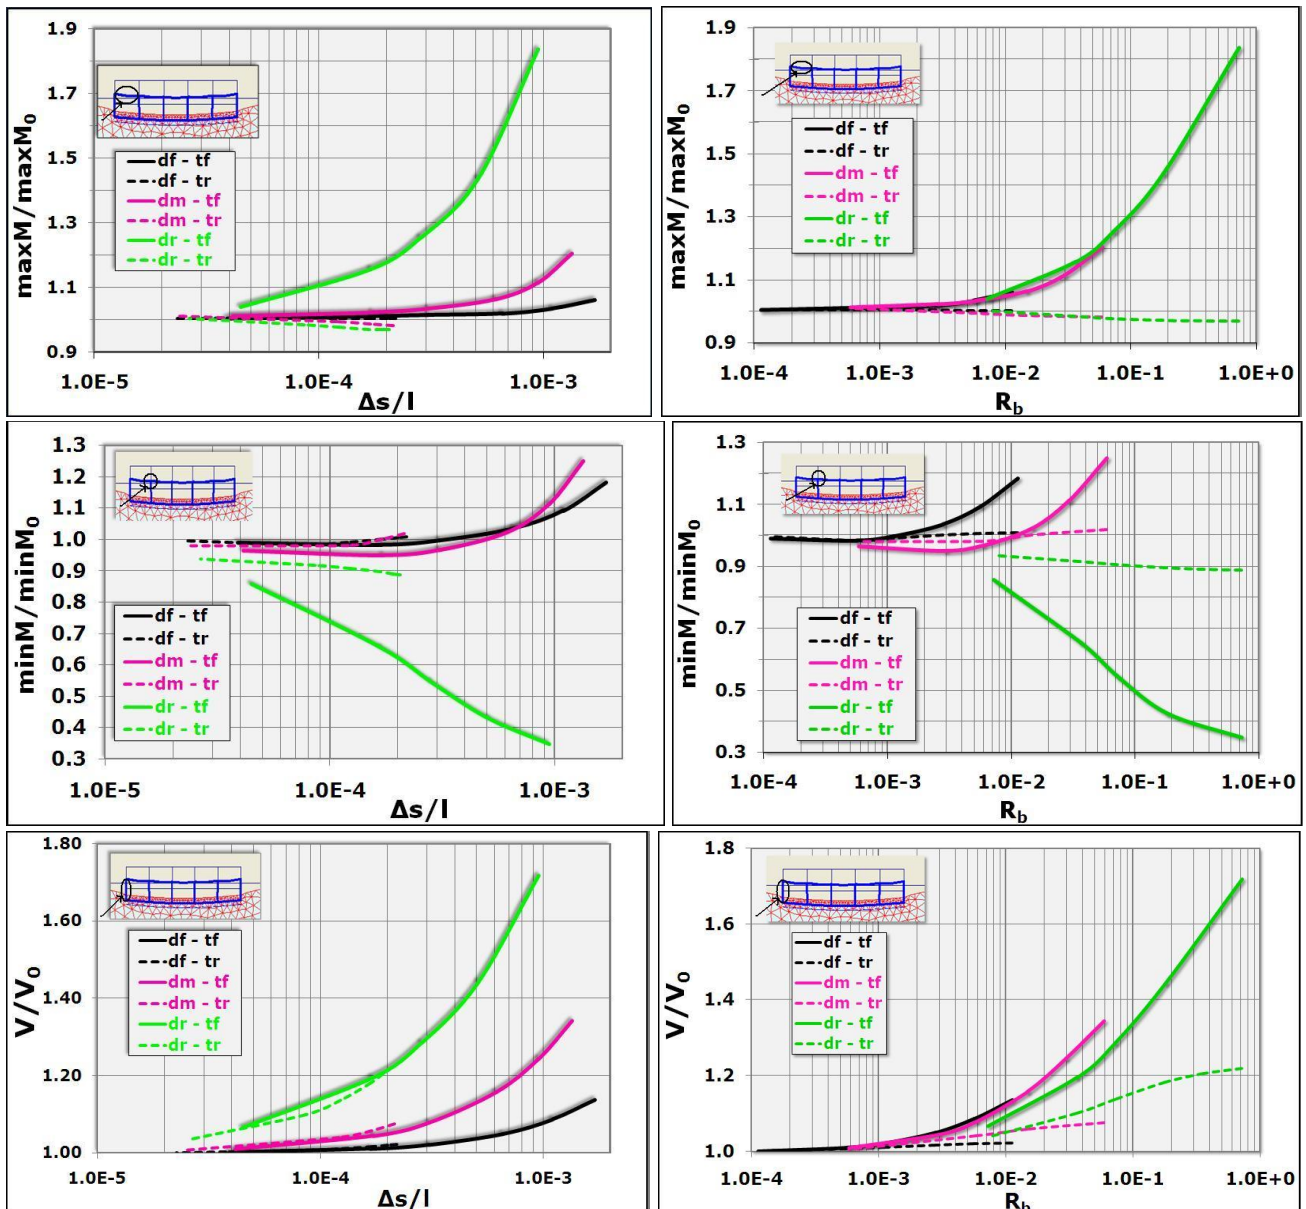 1.9
1.7
1.5
1.3
1.1
0.9
maxM/maxM₀
df - tf
df - tr
dm - tf
dm - tr
dr - tf
dr - tr
1.0E-5
1.0E-4
1.0E-3
Δs/l
1.9
1.7
1.5
1.3
1.1
0.9
maxM/maxM₀
df - tf
df - tr
dm - tf
dm - tr
dr - tf
dr - tr
1.0E-4
1.0E-3
1.0E-2
1.0E-1
1.0E+0
R_b
1.3
1.2
1.1
1.0
0.9
0.8
0.7
0.6
0.5
0.4
0.3
minM/minM₀
df - tf
df - tr
dm - tf
dm - tr
dr - tf
dr - tr
1.0E-5
1.0E-4
1.0E-3
Δs/l
1.3
1.1
0.9
0.7
0.5
0.3
minM/minM₀
df - tf
df - tr
dm - tf
dm - tr
dr - tf
dr - tr
1.0E-4
1.0E-3
1.0E-2
1.0E-1
1.0E+0
R_b
1.80
1.60
1.40
1.20
1.00
V/V₀
df - tf
df - tr
dm - tf
dm - tr
dr - tf
dr - tr
1.0E-5
1.0E-4
1.0E-3
Δs/l
1.8
1.6
1.4
1.2
1.0
V/V₀
df - tf
df - tr
dm - tf
dm - tr
dr - tf
dr - tr
1.0E-4
1.0E-3
1.0E-2
1.0E-1
1.0E+0
R_b